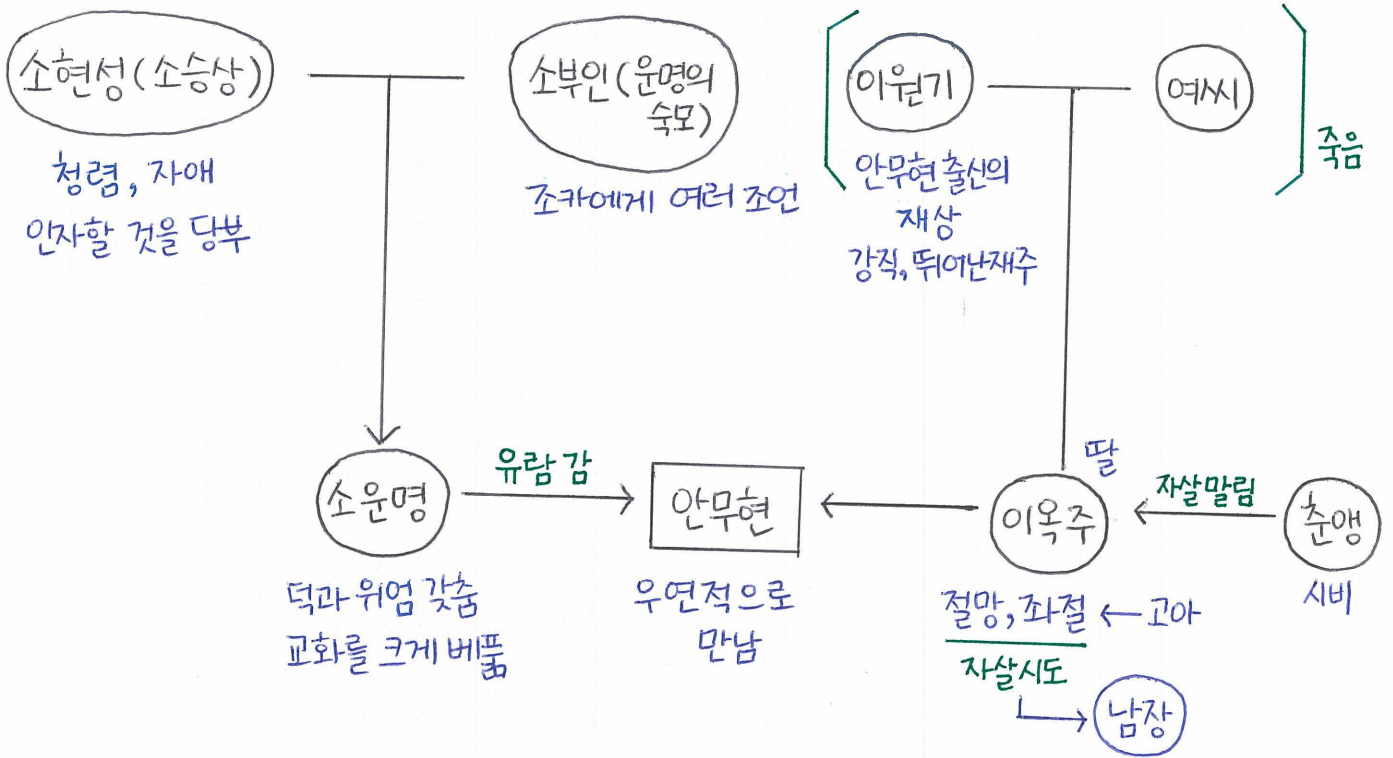 소현성(소승상)
청렴, 자애
인자할 것을 당부
소부인(운명의
숙모)
조카에게 여러 조언
이원기
안무현 출신의
재상
강직, 뛰어난재주
여씨
죽음
소운명
덕과 위엄 갖춤
교화를 크게 베풂
유람 감
안무현
우연적으로
만남
딸
이옥주
절망, 좌절 ← 고아
자살시도
남장
자살말림
춘앵
시비